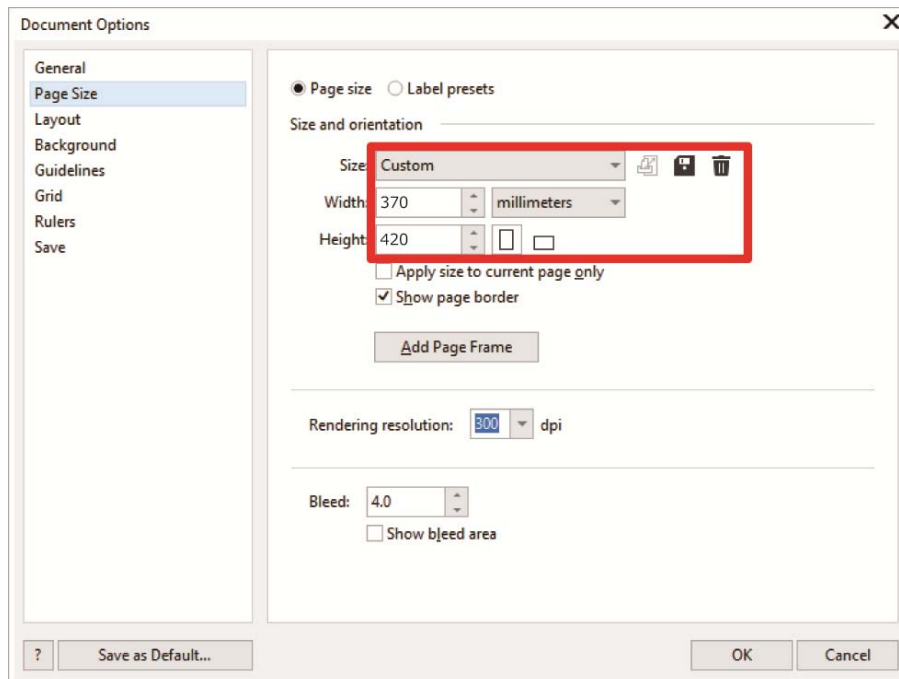 Document Options
General
Page Size
Layout
Background
Guidelines
Grid
Rulers
Save
Page size Label presets
Size and orientation
Size: Custom
Width: 370 millimeters
Height: 420
Apply size to current page only
Show page border
Add Page Frame
Rendering resolution: 300 dpi
Bleed: 4.0
Show bleed area
? Save as Default... OK Cancel